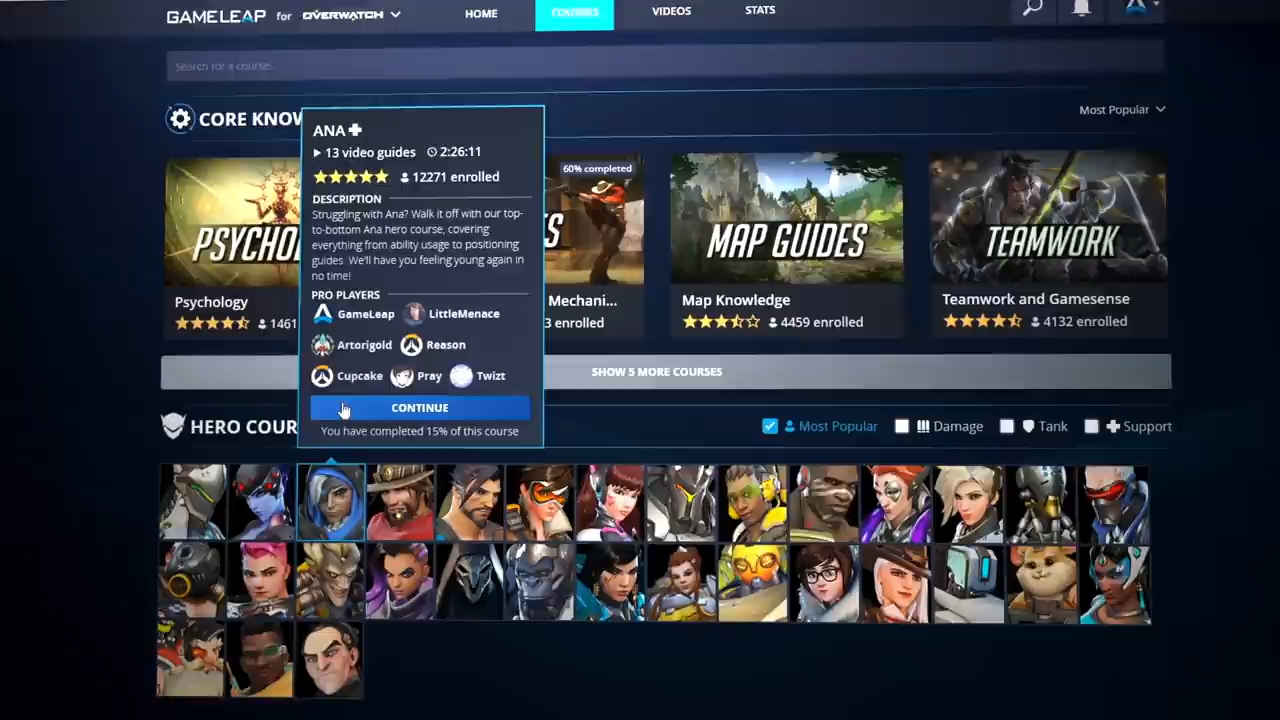 GAMELEAP for OVERWATCH
HOME
COURSES
VIDEOS
STATS
Search for a course...
CORE KNOW
Most Popular
ANA
13 video guides 2:26:11
12271 enrolled
DESCRIPTION
Struggling with Ana? Walk it off with our top-
to-bottom Ana hero course, covering
everything from ability usage to positioning
guides. We'll have you feeling young again in
no time!
PRO PLAYERS
GameLeap LittleMenace
Artorigold Reason
Cupcake Pray Twizt
CONTINUE
You have completed 15% of this course
PSYCHO
Psychology
1461
60% completed
S
Mechani...
3 enrolled
MAP GUIDES
Map Knowledge
4459 enrolled
TEAMWORK
Teamwork and Gamesense
4132 enrolled
SHOW 5 MORE COURSES
HERO COUR
Most Popular
Damage
Tank
Support